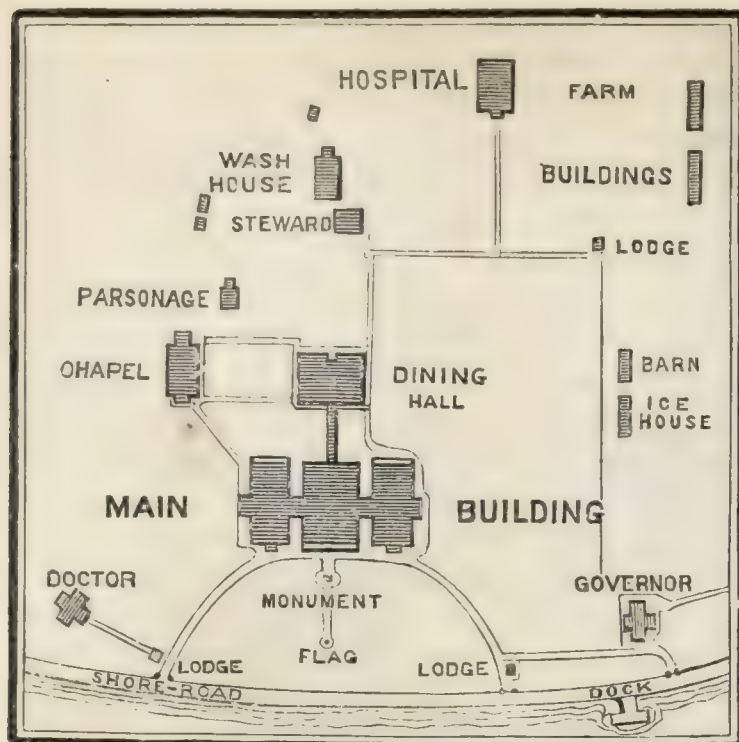 HOSPITAL
FARM
WASH
HOUSE
BUILDINGS
STEWARD
LODGE
PARSONAGE
CHAPEL
DINING
HALL
BARN
ICE
HOUSE
MAIN
BUILDING
DOCTOR
MONUMENT
GOVERNOR
FLAG
LODGE
LODGE
SHORE-ROAD
DOCK